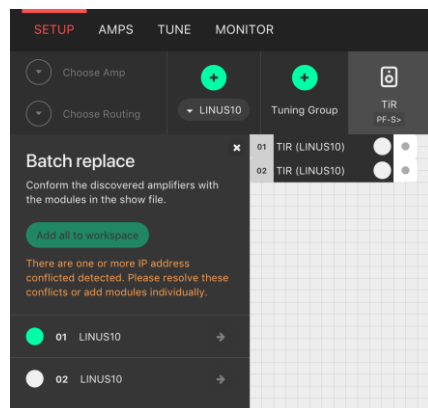 SETUP AMPS TUNE MONITOR
Choose Amp
Choose Routing
LINUS10
Tuning Group
TiR
PF-S>
Batch replace
Conform the discovered amplifiers with
the modules in the show file.
Add all to workspace
There are one or more IP address
conflicted detected. Please resolve these
conflicts or add modules individually.
01 LINUS10
02 LINUS10
01 TIR (LINUS10)
02 TIR (LINUS10)